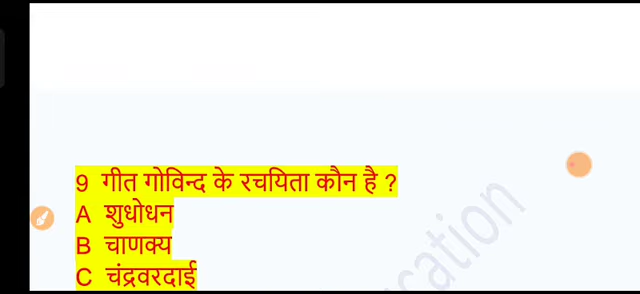 9 गीत गोविन्द के रचयिता कौन है ?
A शुधोधन
B चाणक्य
C चंद्रवरदाई